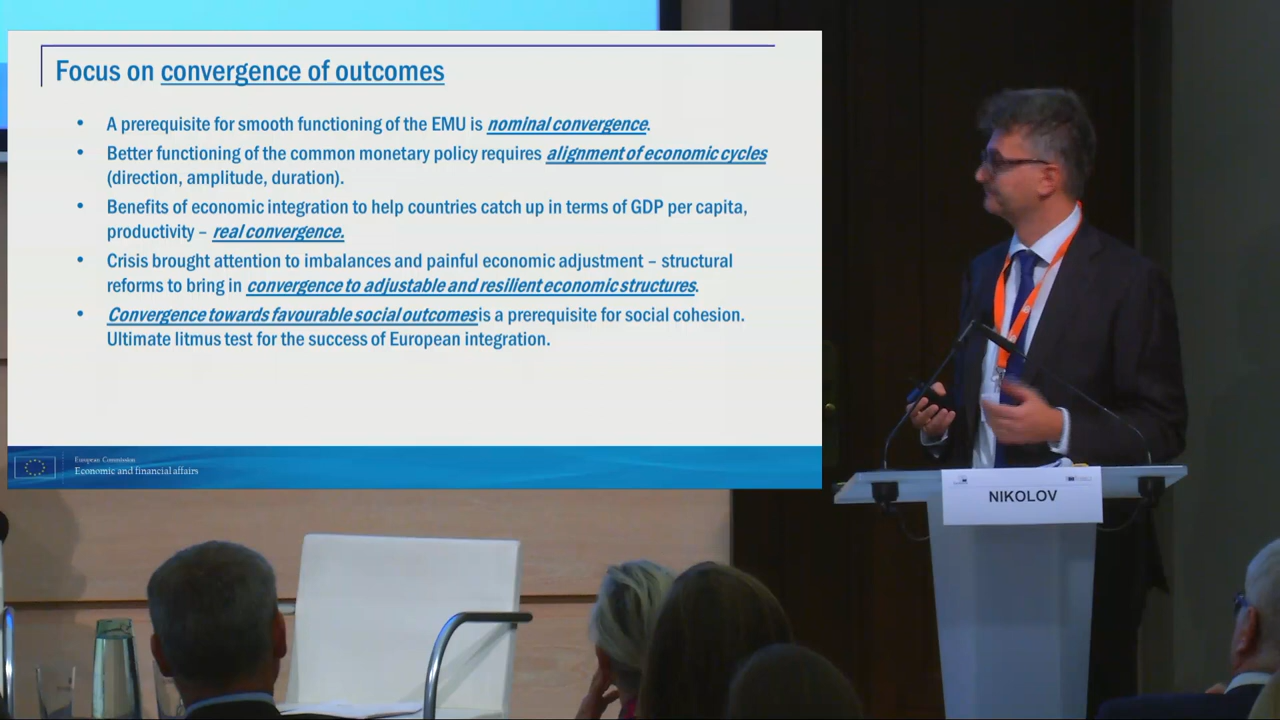 Focus on convergence of outcomes
• A prerequisite for smooth functioning of the EMU is nominal convergence.
• Better functioning of the common monetary policy requires alignment of economic cycles
(direction, amplitude, duration).
• Benefits of economic integration to help countries catch up in terms of GDP per capita,
productivity – real convergence.
• Crisis brought attention to imbalances and painful economic adjustment – structural
reforms to bring in convergence to adjustable and resilient economic structures.
• Convergence towards favourable social outcomes is a prerequisite for social cohesion.
Ultimate litmus test for the success of European integration.
European Commission
Economic and financial affairs
NIKOLOV